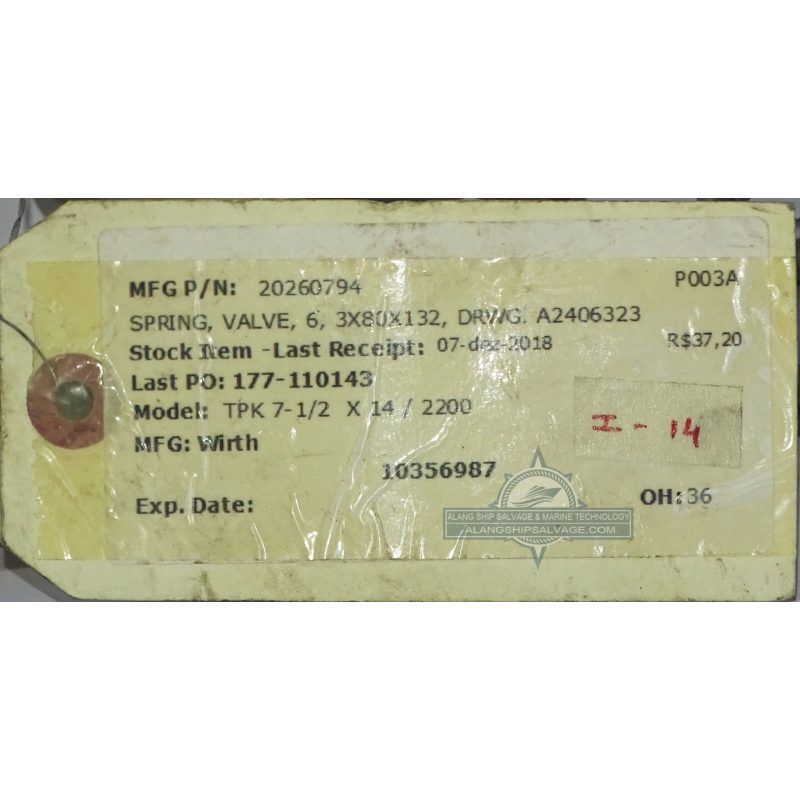 MFG P/N: 20260794 P003A
SPRING, VALVE, 6, 3X80X132, DRWG. A2406323
Stock Item -Last Receipt: 07-dez-2018 R$37,20
Last PO: 177-110143
Model: TPK 7-1/2 X 14 / 2200
I - 14
MFG: Wirth
10356987
Exp. Date: OH: 36
ALANG SHIP SALVAGE & MARINE TECHNOLOGY
ALANGSHIPSALVAGE.COM